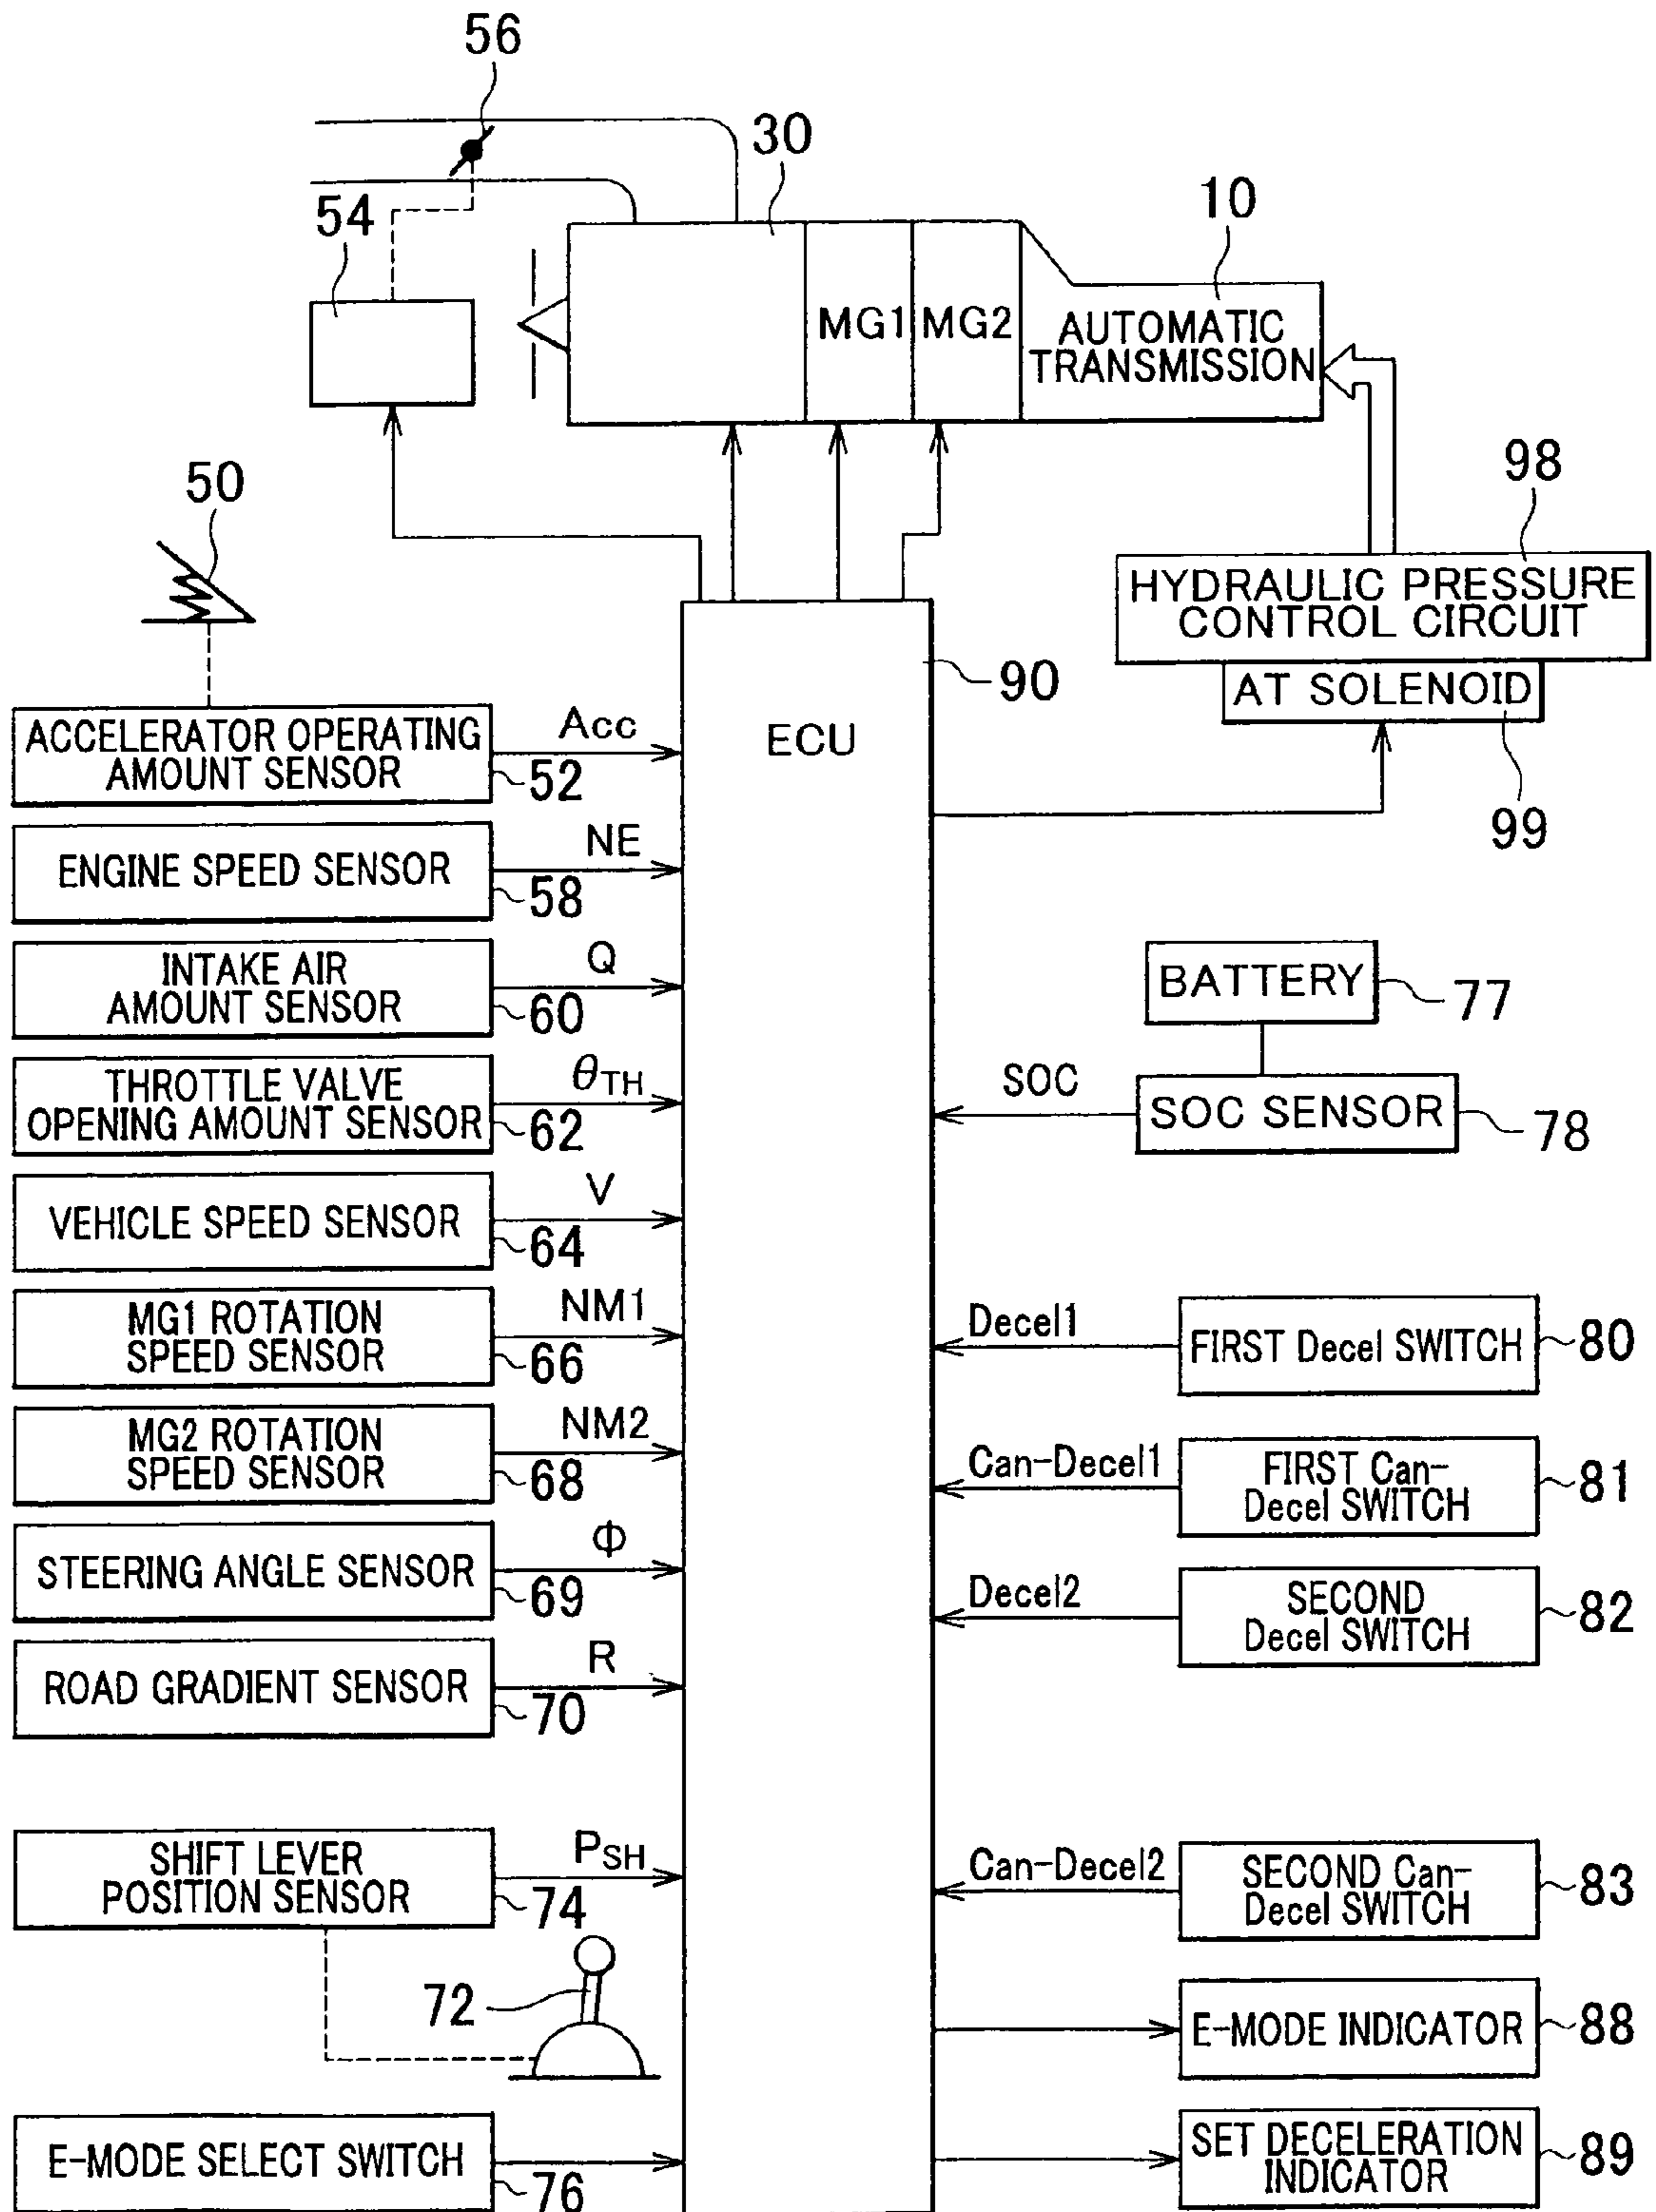 56
30
54
10
MG1
MG2
AUTOMATIC
TRANSMISSION
50
98
HYDRAULIC PRESSURE
CONTROL CIRCUIT
AT SOLENOID
99
90
ECU
ACCELERATOR OPERATING
AMOUNT SENSOR
52
Acc
ENGINE SPEED SENSOR
58
NE
INTAKE AIR
AMOUNT SENSOR
60
Q
THROTTLE VALVE
OPENING AMOUNT SENSOR
62
θTH
VEHICLE SPEED SENSOR
64
V
MG1 ROTATION
SPEED SENSOR
66
NM1
MG2 ROTATION
SPEED SENSOR
68
NM2
STEERING ANGLE SENSOR
69
Φ
ROAD GRADIENT SENSOR
70
R
SHIFT LEVER
POSITION SENSOR
74
PSH
72
E-MODE SELECT SWITCH
76
BATTERY
77
SOC
SOC SENSOR
78
Decel1
FIRST Decel SWITCH
80
Can-Decel1
FIRST Can-
Decel SWITCH
81
Decel2
SECOND
Decel SWITCH
82
Can-Decel2
SECOND Can-
Decel SWITCH
83
E-MODE INDICATOR
88
SET DECELERATION
INDICATOR
89